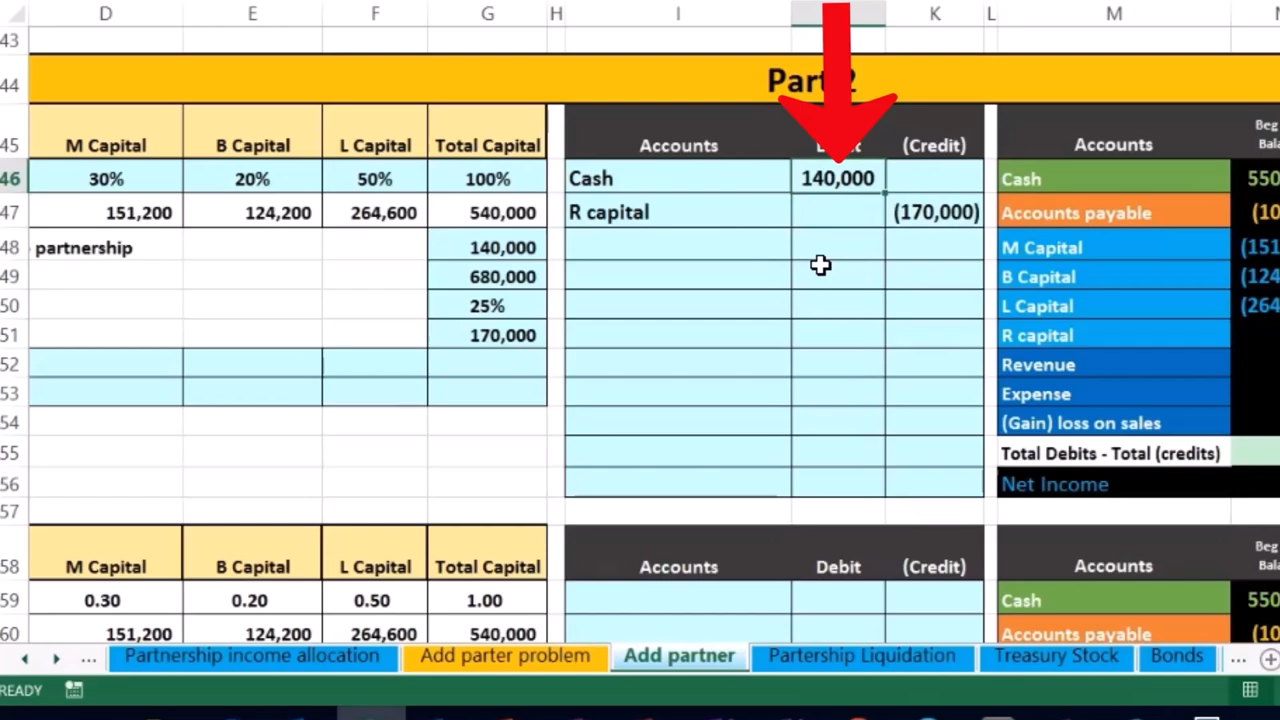 D E F G H I K L M
43
44 Part 2
45 M Capital B Capital L Capital Total Capital Accounts (Credit) Accounts Beg
46 30% 20% 50% 100% Cash 140,000 Cash 550
47 151,200 124,200 264,600 540,000 R capital (170,000) Accounts payable (10
48 partnership 140,000 M Capital (151
49 680,000 B Capital (124
50 25% L Capital (264
51 170,000 R capital
52 Revenue
53 Expense
54 (Gain) loss on sales
55 Total Debits - Total (credits)
56 Net Income
57
58 M Capital B Capital L Capital Total Capital Accounts Debit (Credit) Accounts Beg
59 0.30 0.20 0.50 1.00 Cash 550
60 151,200 124,200 264,600 540,000 Accounts payable (10
... Partnership income allocation Add parter problem Add partner Partership Liquidation Treasury Stock Bonds ...
READY